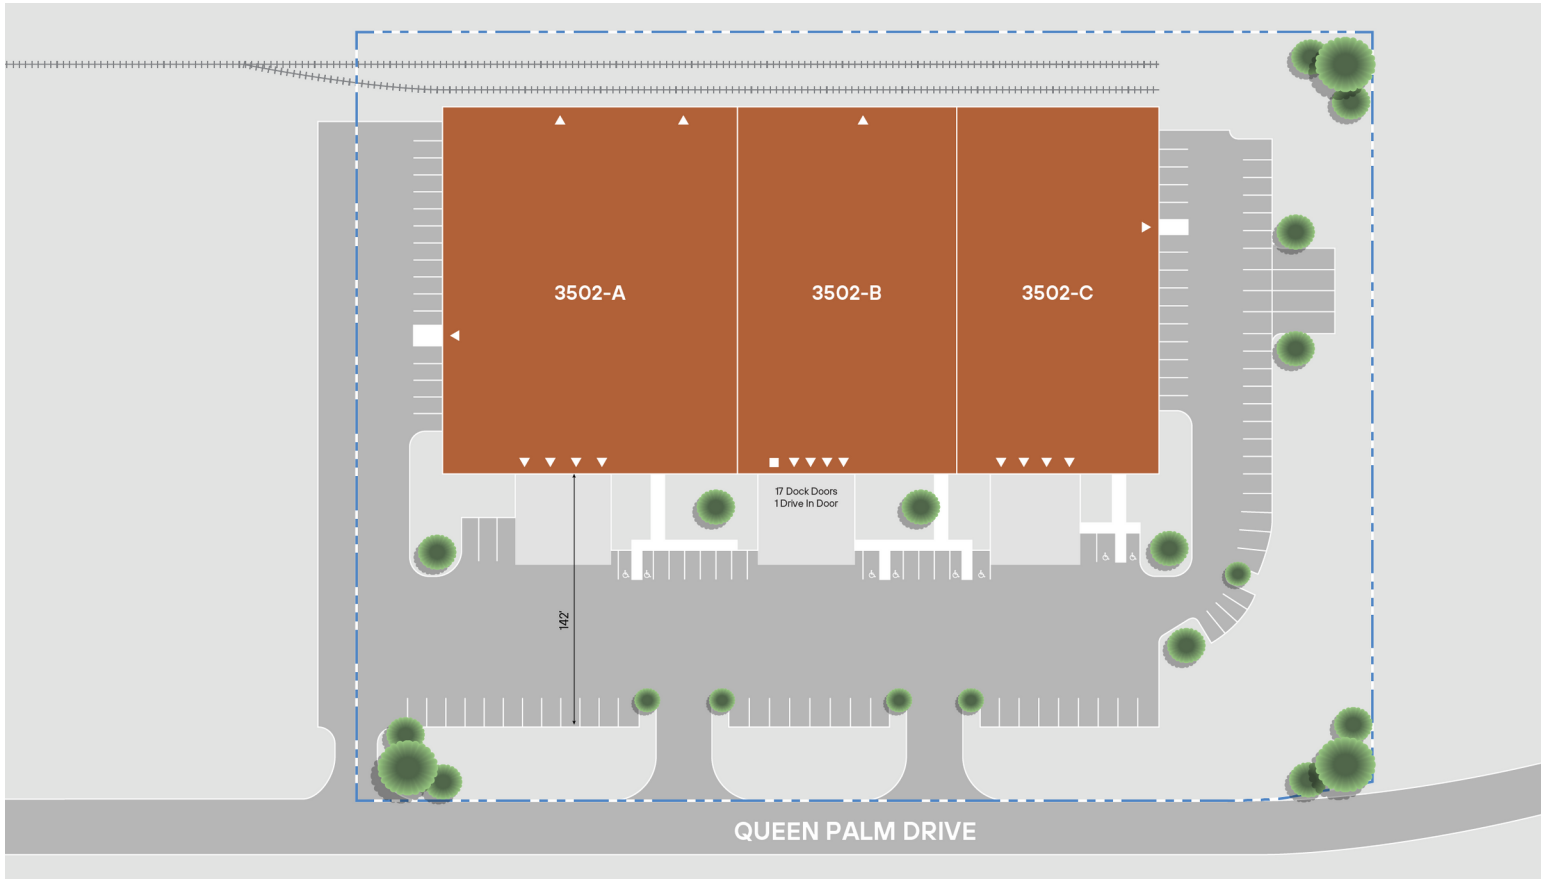 3502-A
3502-B
3502-C
17 Dock Doors
1 Drive In Door
142'
QUEEN PALM DRIVE